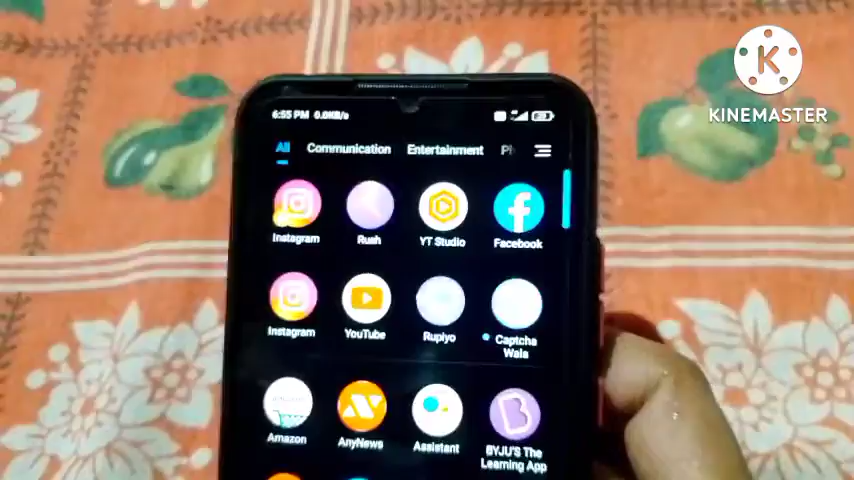 K
KINEMASTER
6:55 PM 0.0KB/s
All Communication Entertainment
Instagram Rush YT Studio Facebook
Instagram YouTube Rupiyo Captcha
Wala
Amazon AnyNews Assistant BYJU'S The
Learning App